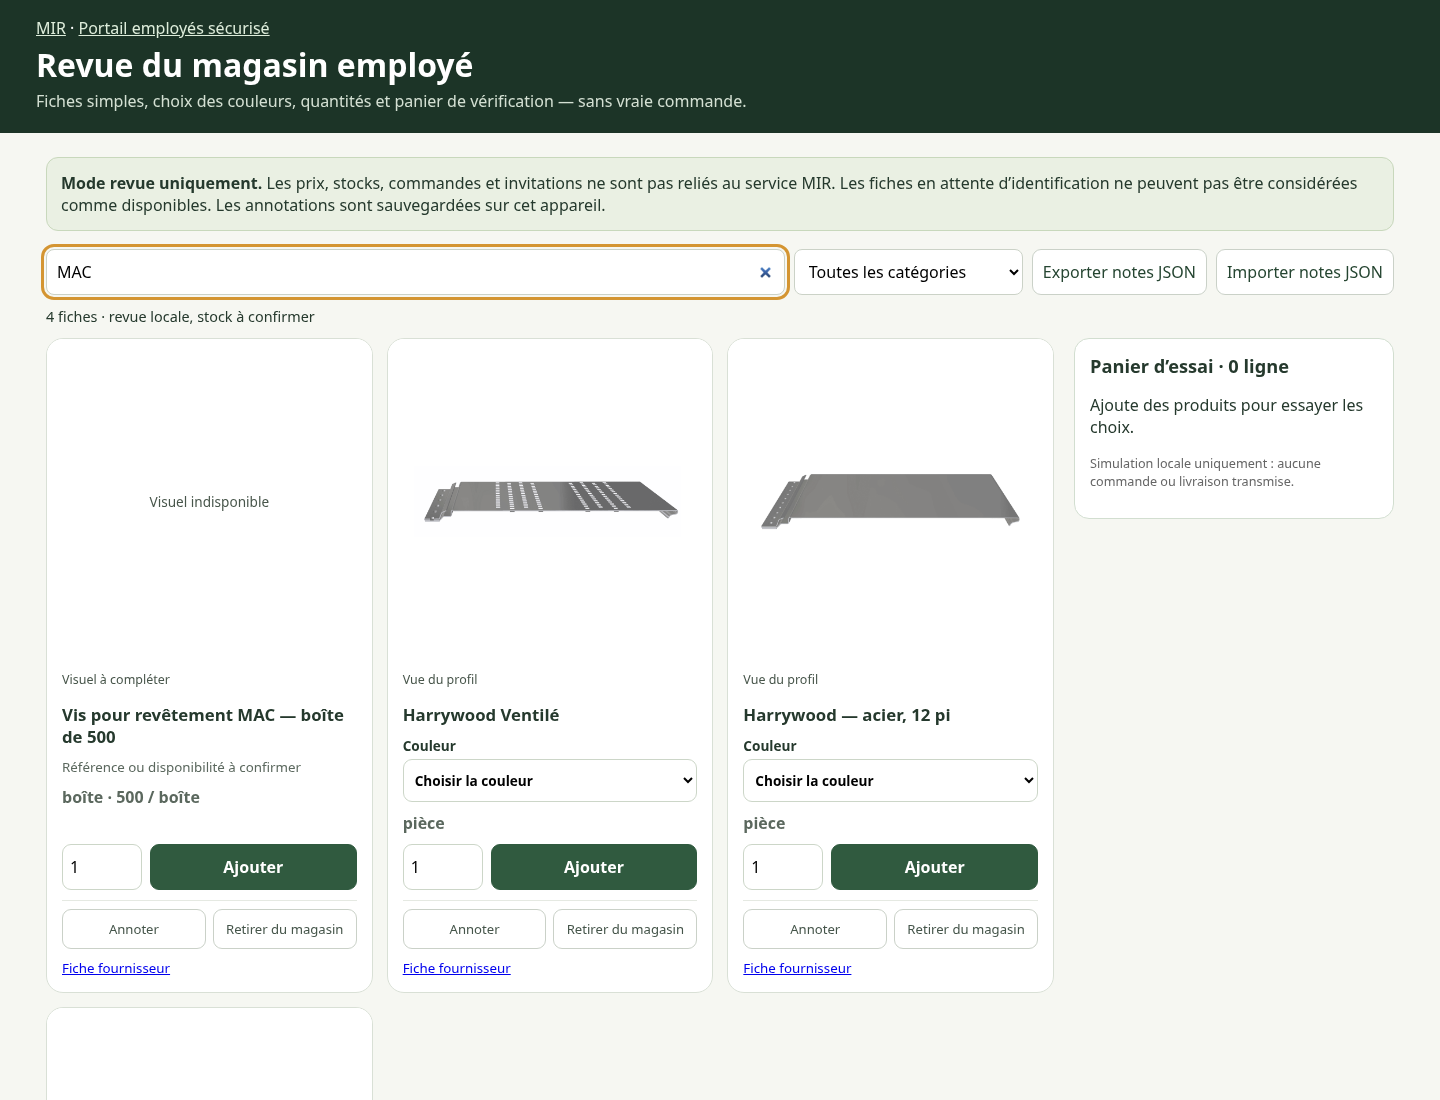 MIR · Portail employés sécurisé
Revue du magasin employé
Fiches simples, choix des couleurs, quantités et panier de vérification — sans vraie commande.
Mode revue uniquement. Les prix, stocks, commandes et invitations ne sont pas reliés au service MIR. Les fiches en attente d’identification ne peuvent pas être considérées
comme disponibles. Les annotations sont sauvegardées sur cet appareil.
MAC
Toutes les catégories
Exporter notes JSON
Importer notes JSON
4 fiches · revue locale, stock à confirmer
Visuel indisponible
Visuel à compléter
Vis pour revêtement MAC — boîte
de 500
Référence ou disponibilité à confirmer
boîte · 500 / boîte
1
Ajouter
Annoter
Retirer du magasin
Fiche fournisseur
Vue du profil
Harrywood Ventilé
Couleur
Choisir la couleur
pièce
1
Ajouter
Annoter
Retirer du magasin
Fiche fournisseur
Vue du profil
Harrywood — acier, 12 pi
Couleur
Choisir la couleur
pièce
1
Ajouter
Annoter
Retirer du magasin
Fiche fournisseur
Panier d’essai · 0 ligne
Ajoute des produits pour essayer les
choix.
Simulation locale uniquement : aucune
commande ou livraison transmise.